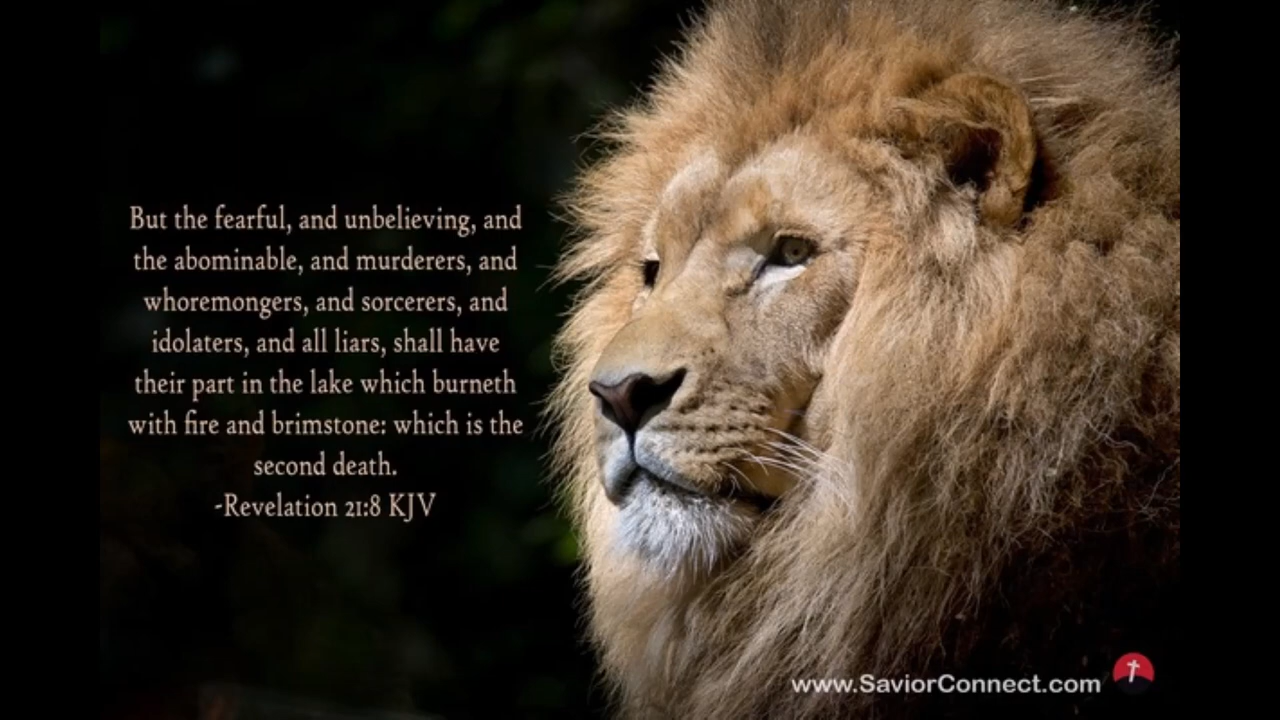 But the fearful, and unbelieving, and
the abominable, and murderers, and
whoremongers, and sorcerers, and
idolaters, and all liars, shall have
their part in the lake which burneth
with fire and brimstone: which is the
second death.
-Revelation 21:8 KJV
www.SaviorConnect.com